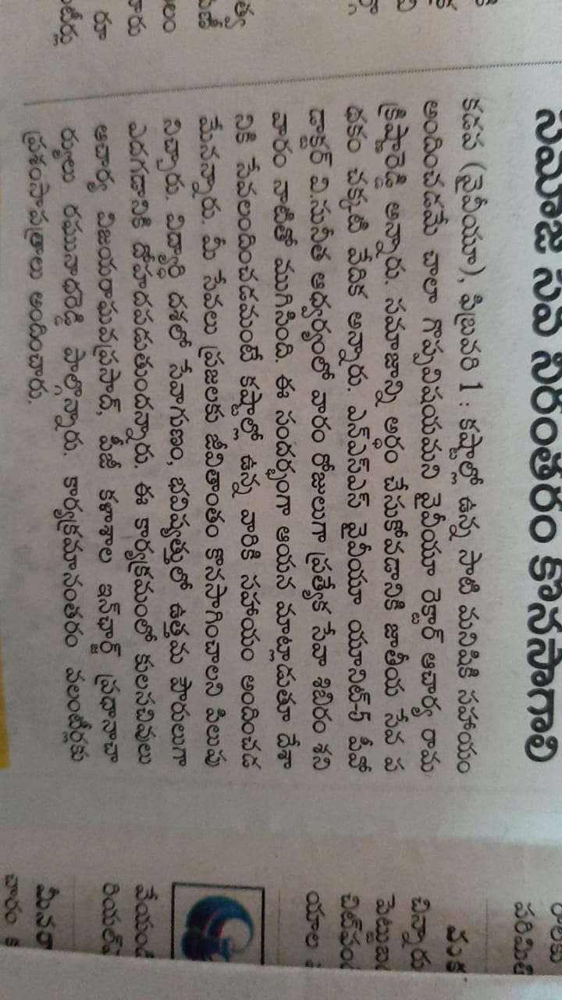 సమాజ సేవ నిరంతరం కొనసాగాలి
కడప (వైవీయూ), ఫిబ్రవరి 1 : కష్టాల్లో ఉన్న సాటి మనిషికి సహాయం
అందించడమే చాలా గొప్పవిషయమని వైవీయూ రెక్టార్ ఆచార్య రామ
క్రిష్ణారెడ్డి అన్నారు. సమాజాన్ని అర్థం చేసుకోవడానికి జాతీయ సేవ ప
థకం చక్కటి వేదిక అన్నారు. ఎన్ఎస్ఎస్ వైవీయూ యూనిట్-5 పీవో
డాక్టర్ వి.సునీత ఆధ్వర్యంలో వారం రోజులుగా ప్రత్యేక సేవా శిబిరం శని
వారం నాటితో ముగిసింది. ఈ సందర్భంగా ఆయన మాట్లాడుతూ దేశా
నికి సేవలందించడమంటే కష్టాల్లో ఉన్న వారికి సహాయం అందించడ
మేనన్నారు. మీ సేవలు ప్రజలకు జీవితాంతం కొనసాగించాలని పిలుపు
నిచ్చారు. విద్యార్థి దశలో సేవాగుణం, భవిష్యత్తులో ఉత్తమ పౌరులుగా
ఎదగడానికి దోహదపడుతుందన్నారు. ఈ కార్యక్రమంలో కులసచివులు
ఆచార్య విజయరాఘవప్రసాద్, పీజీ కళాశాల ఇన్‌చార్జ్ ప్రధానాచా
ర్యులు రఘునాథరెడ్డి పాల్గొన్నారు. కార్యక్రమానంతరం వలంటీర్లకు
ప్రశంసాపత్రాలు అందించారు.
పరిమిత
చిన్నారు
చిట్‌ఫండ